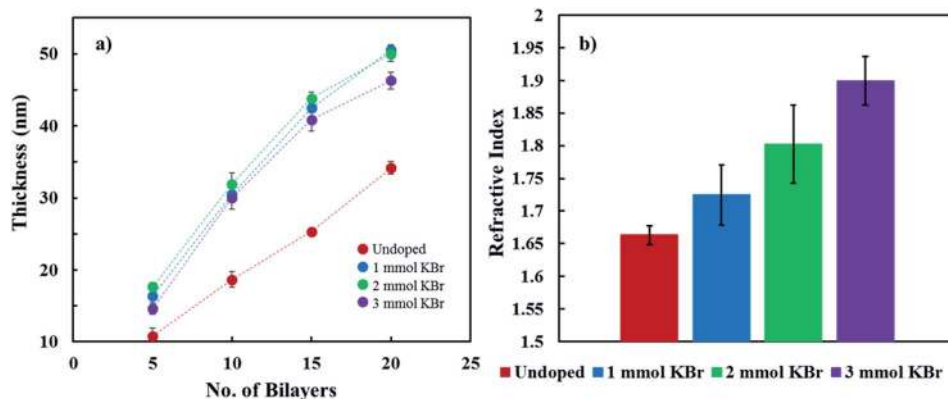 a)
Thickness (nm)
50
40
30
20
10
0
5
10
15
20
25
No. of Bilayers
Undoped
1 mmol KBr
2 mmol KBr
3 mmol KBr
b)
Refractive Index
2
1.95
1.9
1.85
1.8
1.75
1.7
1.65
1.6
1.55
1.5
Undoped 1 mmol KBr 2 mmol KBr 3 mmol KBr